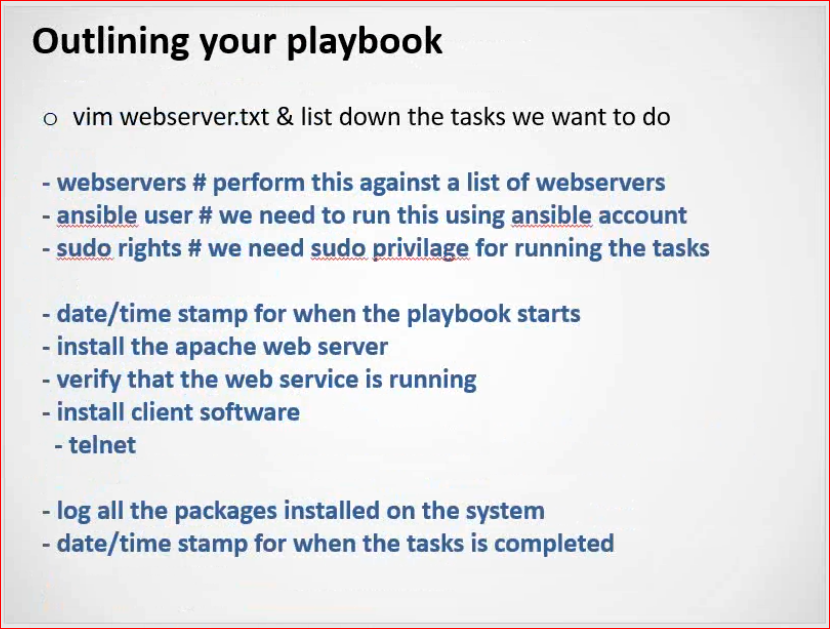 Outlining your playbook
o vim webserver.txt & list down the tasks we want to do
- webservers # perform this against a list of webservers
- ansible user # we need to run this using ansible account
- sudo rights # we need sudo privilage for running the tasks
- date/time stamp for when the playbook starts
- install the apache web server
- verify that the web service is running
- install client software
- telnet
- log all the packages installed on the system
- date/time stamp for when the tasks is completed